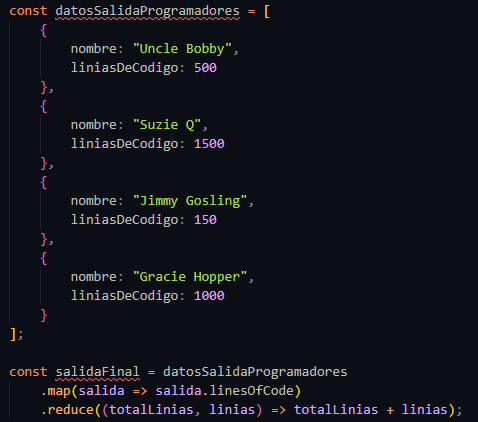 const datosSalidaProgramadores = [
    {
        nombre: "Uncle Bobby",
        liniasDeCodigo: 500
    },
    {
        nombre: "Suzie Q",
        liniasDeCodigo: 1500
    },
    {
        nombre: "Jimmy Gosling",
        liniasDeCodigo: 150
    },
    {
        nombre: "Gracie Hopper",
        liniasDeCodigo: 1000
    }
];

const salidaFinal = datosSalidaProgramadores
    .map(salida => salida.linesOfCode)
    .reduce((totalLinias, linias) => totalLinias + linias);